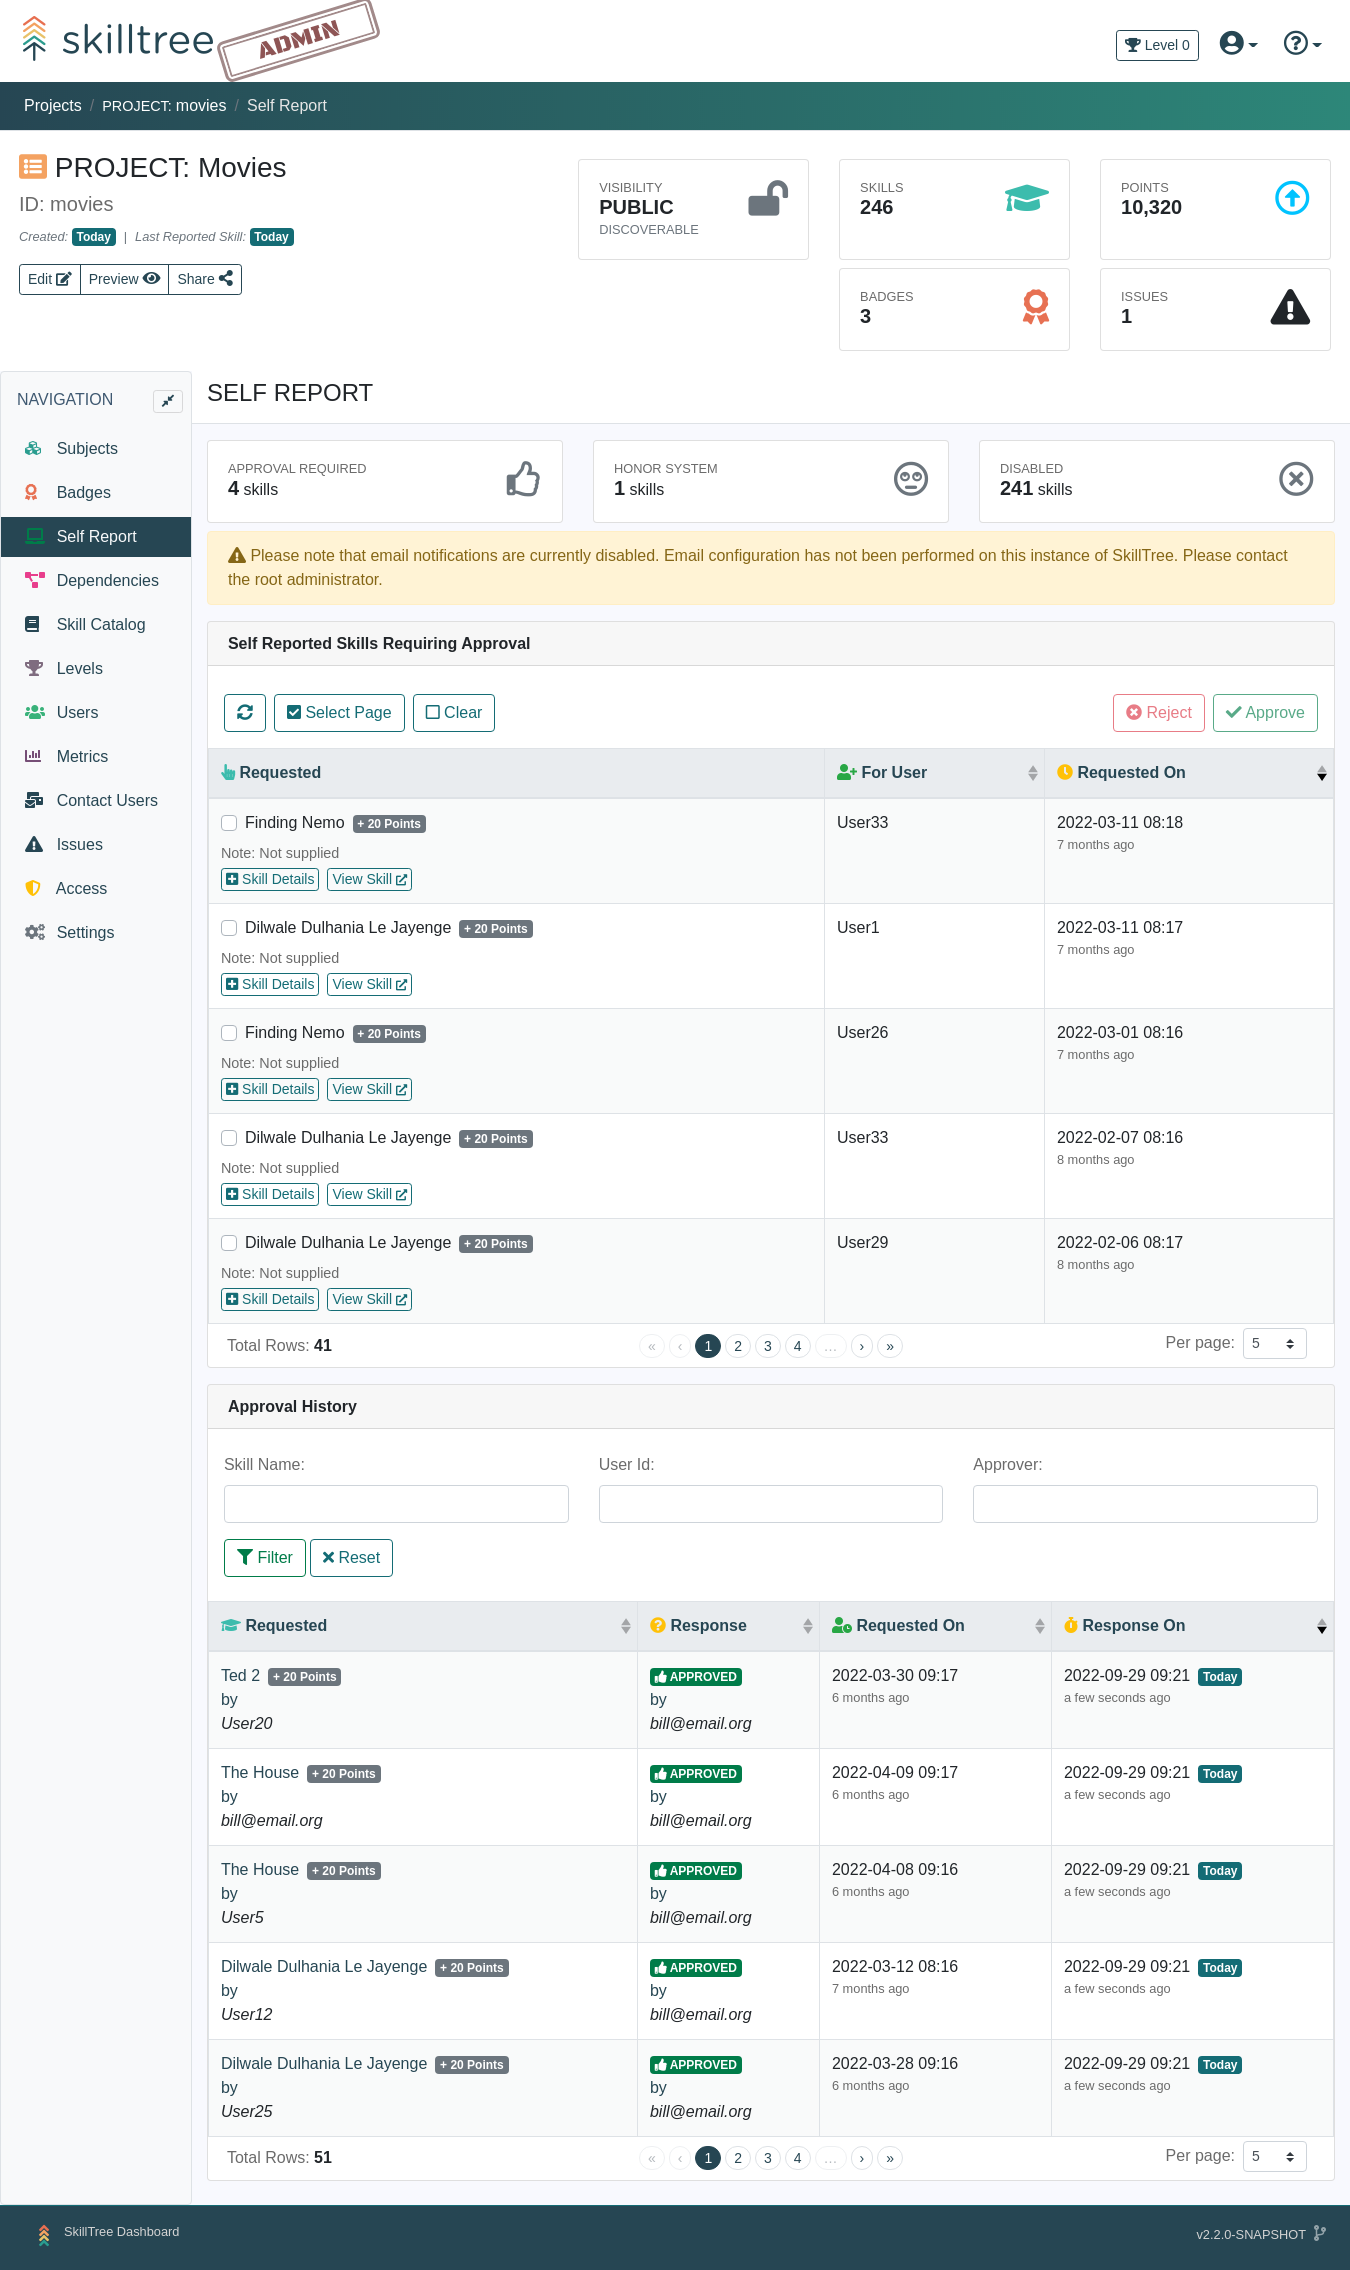 skilltree ADMIN
Level 0
Projects / PROJECT: movies / Self Report
PROJECT: Movies
ID: movies
Created: Today | Last Reported Skill: Today
Edit Preview Share
VISIBILITY
PUBLIC
DISCOVERABLE
SKILLS
246
POINTS
10,320
BADGES
3
ISSUES
1
NAVIGATION
Subjects
Badges
Self Report
Dependencies
Skill Catalog
Levels
Users
Metrics
Contact Users
Issues
Access
Settings
SELF REPORT
APPROVAL REQUIRED
4 skills
HONOR SYSTEM
1 skills
DISABLED
241 skills
Please note that email notifications are currently disabled. Email configuration has not been performed on this instance of SkillTree. Please contact
the root administrator.
Self Reported Skills Requiring Approval
Select Page Clear Reject Approve
Requested For User Requested On
Finding Nemo + 20 Points User33 2022-03-11 08:18
7 months ago
Note: Not supplied
Skill Details View Skill
Dilwale Dulhania Le Jayenge + 20 Points User1 2022-03-11 08:17
7 months ago
Note: Not supplied
Skill Details View Skill
Finding Nemo + 20 Points User26 2022-03-01 08:16
7 months ago
Note: Not supplied
Skill Details View Skill
Dilwale Dulhania Le Jayenge + 20 Points User33 2022-02-07 08:16
8 months ago
Note: Not supplied
Skill Details View Skill
Dilwale Dulhania Le Jayenge + 20 Points User29 2022-02-06 08:17
8 months ago
Note: Not supplied
Skill Details View Skill
Total Rows: 41 « ‹ 1 2 3 4 … › » Per page: 5
Approval History
Skill Name: User Id: Approver:
Filter Reset
Requested Response Requested On Response On
Ted 2 + 20 Points APPROVED 2022-03-30 09:17 2022-09-29 09:21 Today
by by 6 months ago a few seconds ago
User20 bill@email.org
The House + 20 Points APPROVED 2022-04-09 09:17 2022-09-29 09:21 Today
by by 6 months ago a few seconds ago
bill@email.org bill@email.org
The House + 20 Points APPROVED 2022-04-08 09:16 2022-09-29 09:21 Today
by by 6 months ago a few seconds ago
User5 bill@email.org
Dilwale Dulhania Le Jayenge + 20 Points APPROVED 2022-03-12 08:16 2022-09-29 09:21 Today
by by 7 months ago a few seconds ago
User12 bill@email.org
Dilwale Dulhania Le Jayenge + 20 Points APPROVED 2022-03-28 09:16 2022-09-29 09:21 Today
by by 6 months ago a few seconds ago
User25 bill@email.org
Total Rows: 51 « ‹ 1 2 3 4 … › » Per page: 5
SkillTree Dashboard v2.2.0-SNAPSHOT